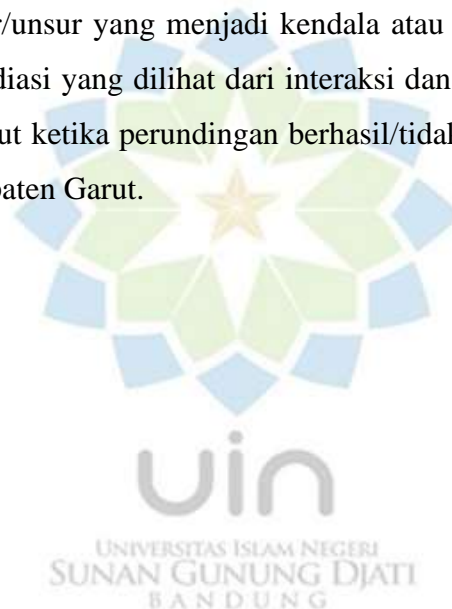 r/unsur yang menjadi kendala atau
diasi yang dilihat dari interaksi dan
ut ketika perundingan berhasil/tidak
paten Garut.
uin
UNIVERSITAS ISLAM NEGERI
SUNAN GUNUNG DJATI
BANDUNG